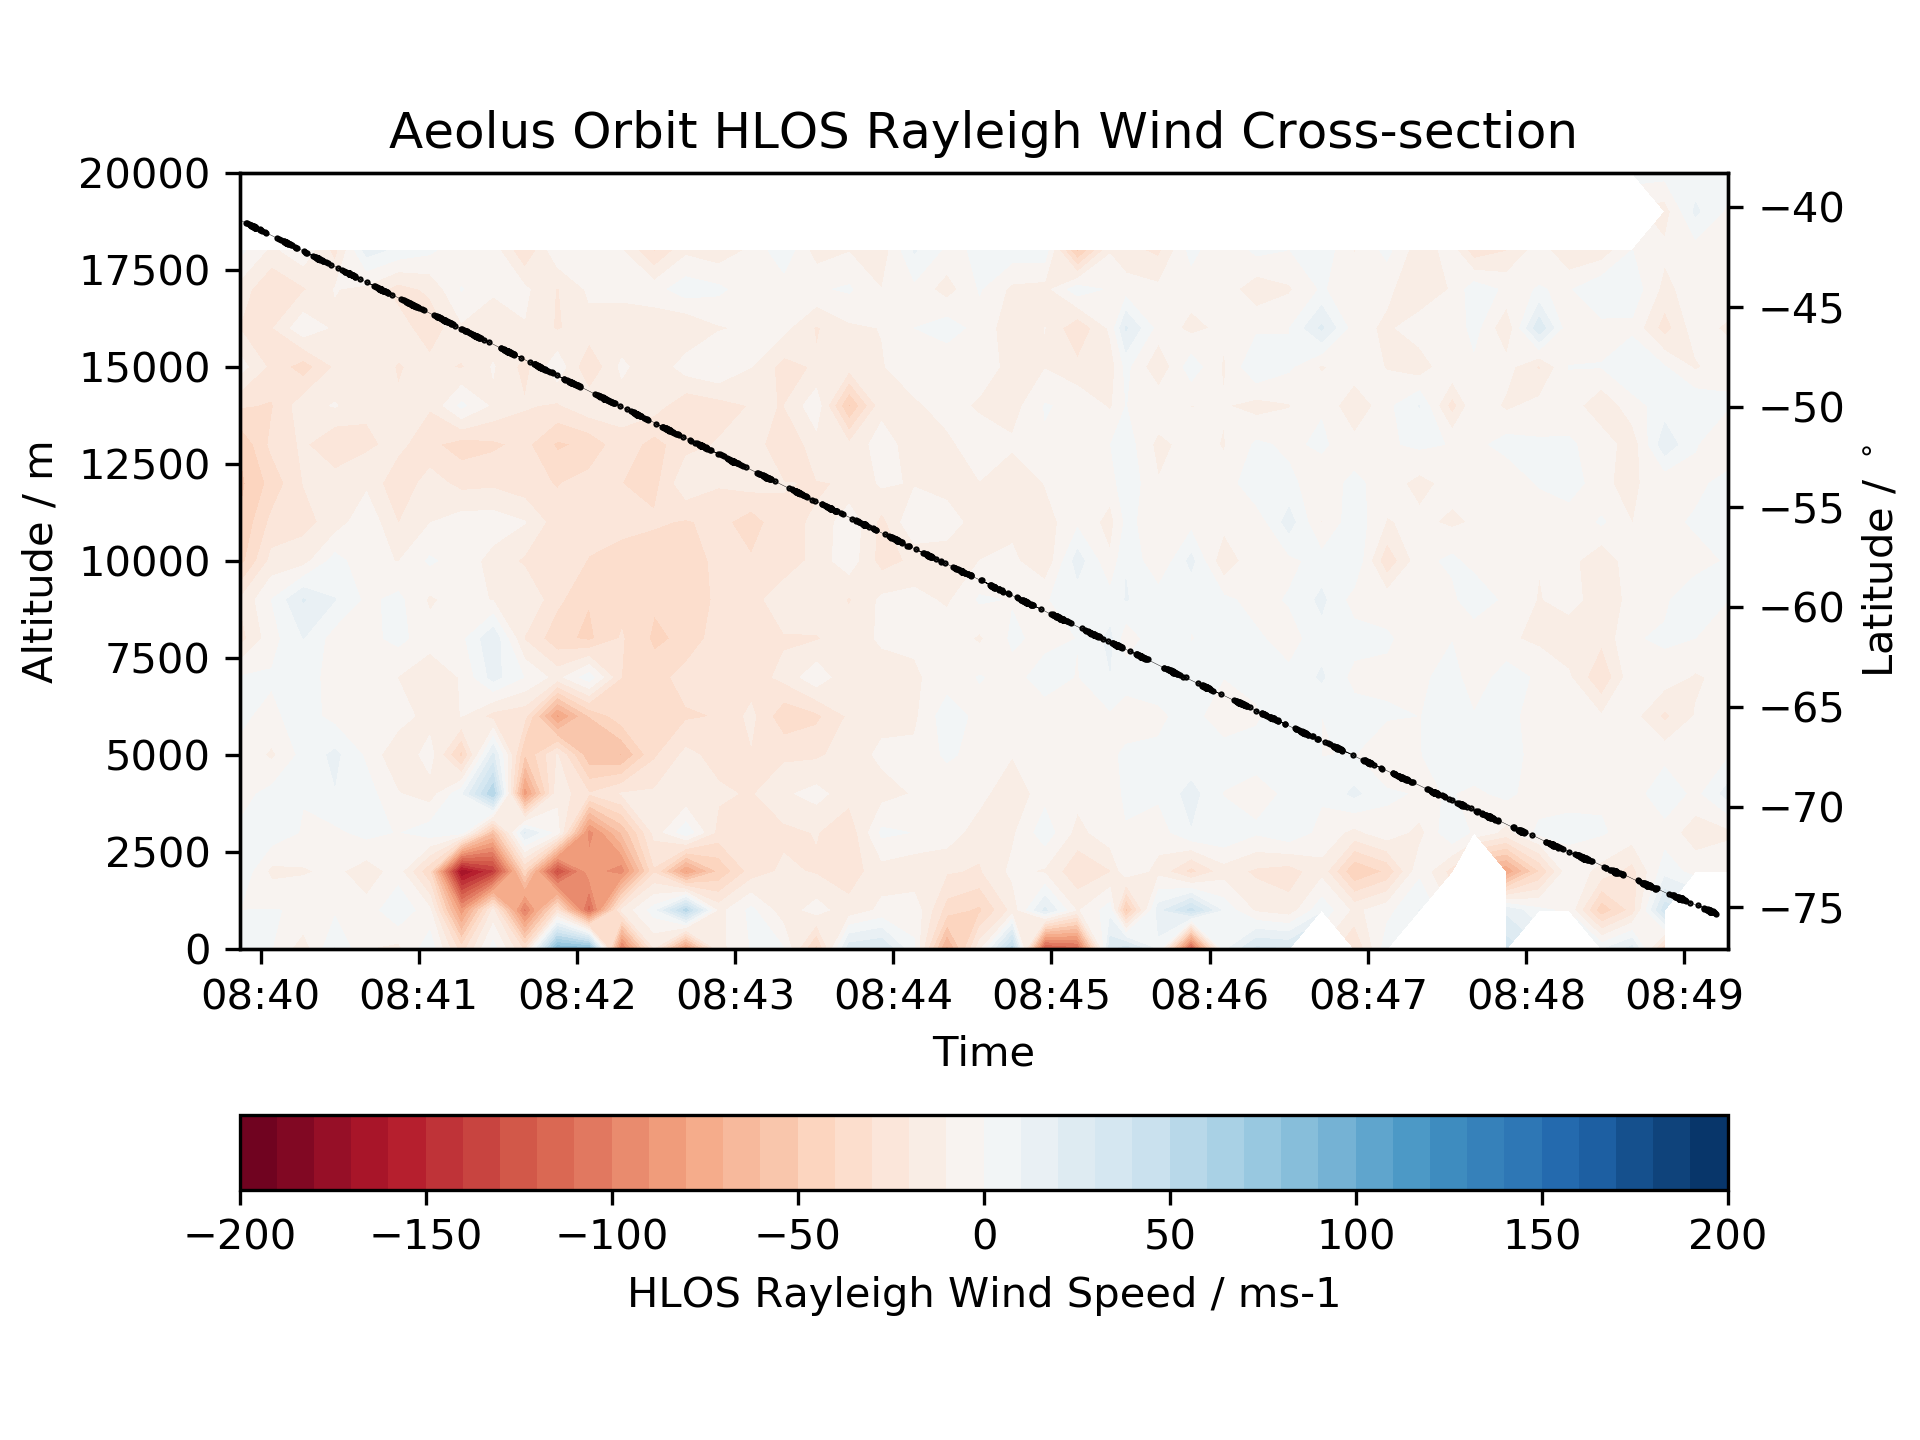 Aeolus Orbit HLOS Rayleigh Wind Cross-section
20000
17500
15000
12500
10000
7500
5000
2500
0
Altitude / m
−40
−45
−50
−55
−60
−65
−70
−75
Latitude / °
08:40 08:41 08:42 08:43 08:44 08:45 08:46 08:47 08:48 08:49
Time
−200 −150 −100 −50 0 50 100 150 200
HLOS Rayleigh Wind Speed / ms-1